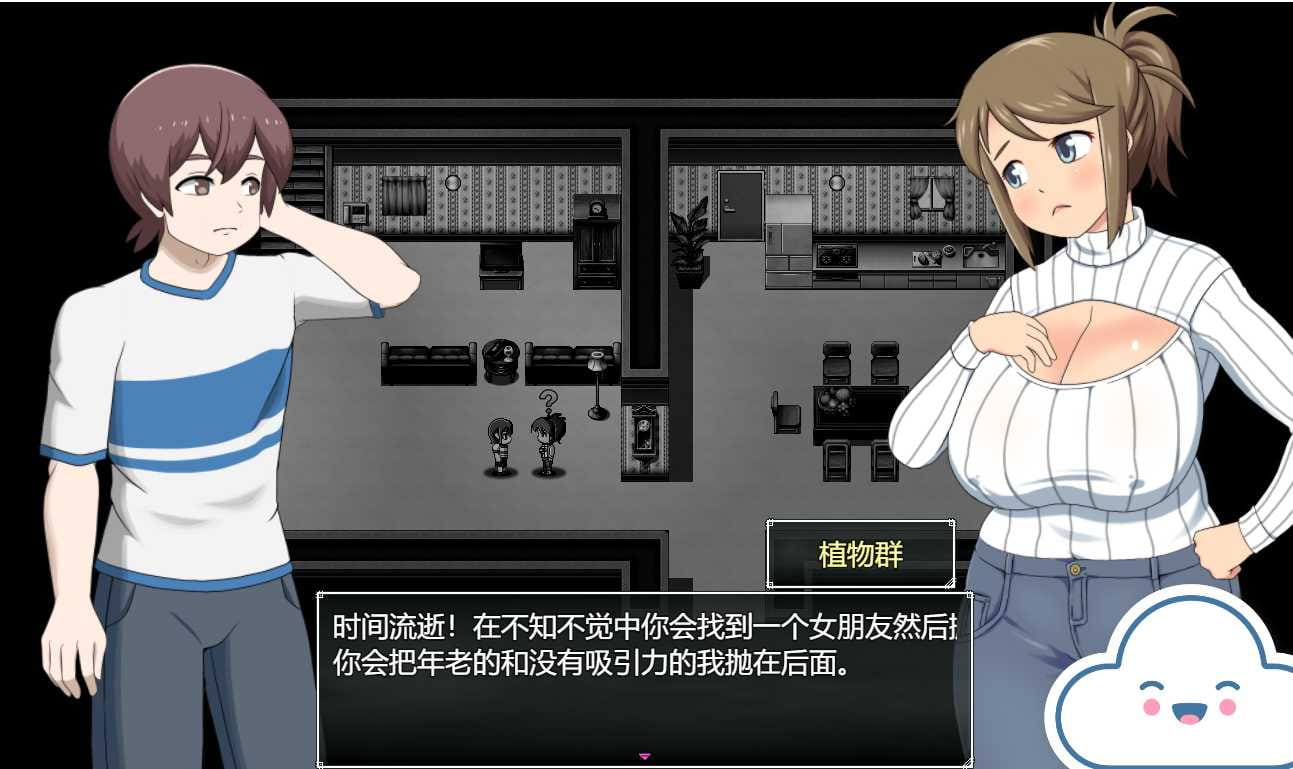 植物群
时间流逝！在不知不觉中你会找到一个女朋友然后
你会把年老的和没有吸引力的我抛在后面。